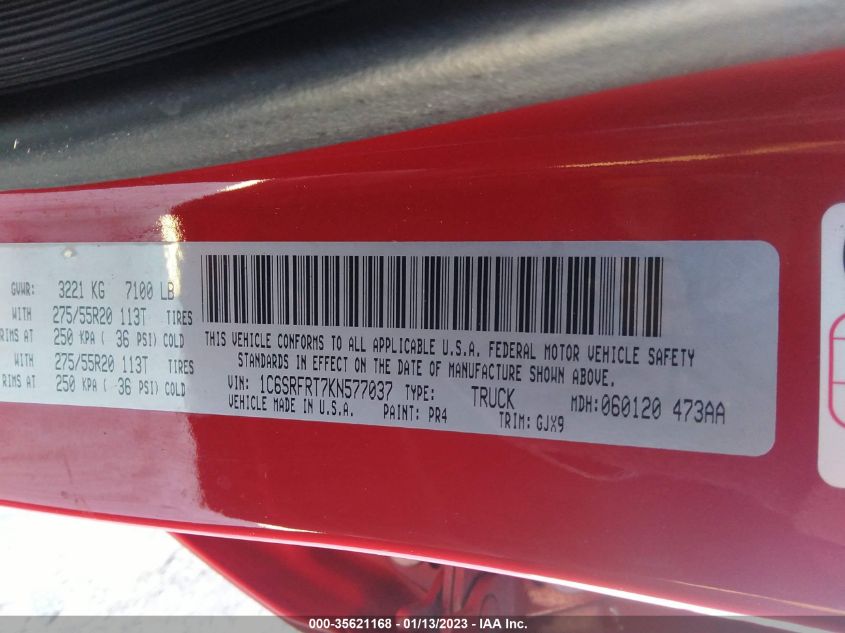 GVWR: 3221 KG 7100 LB
WITH 275/55R20 113T TIRES
RIMS AT 250 KPA ( 36 PSI) COLD
WITH 275/55R20 113T TIRES
RIMS AT 250 KPA ( 36 PSI) COLD
THIS VEHICLE CONFORMS TO ALL APPLICABLE U.S.A. FEDERAL MOTOR VEHICLE SAFETY
STANDARDS IN EFFECT ON THE DATE OF MANUFACTURE SHOWN ABOVE.
VIN: 1C6SRFRT7KN577037 TYPE: TRUCK MDH: 060120 473AA
VEHICLE MADE IN U.S.A. PAINT: PR4 TRIM: GJX9
000-35621168 - 01/13/2023 - IAA Inc.